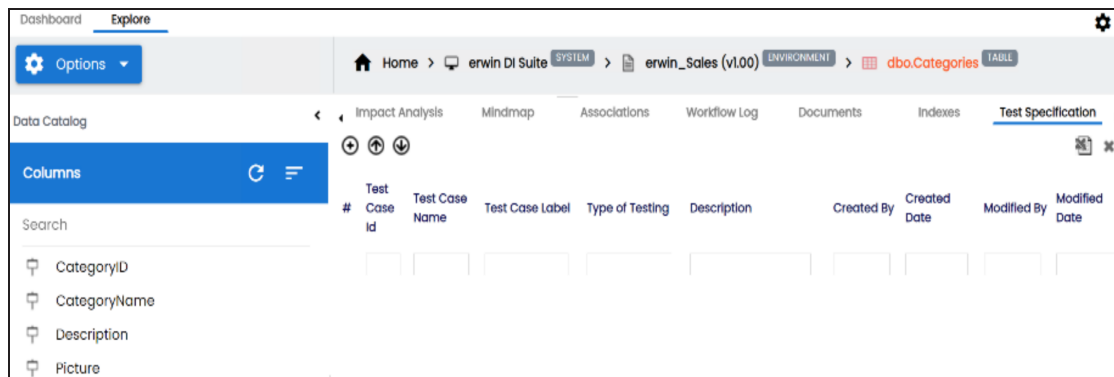 Dashboard Explore
Options
Home > erwin DI Suite SYSTEM > erwin_Sales (v1.00) ENVIRONMENT > dbo.Categories TABLE
Data Catalog
Impact Analysis Mindmap Associations Workflow Log Documents Indexes Test Specification
Columns
# Test Case Id Test Case Name Test Case Label Type of Testing Description Created By Created Date Modified By Modified Date
Search
CategoryID
CategoryName
Description
Picture